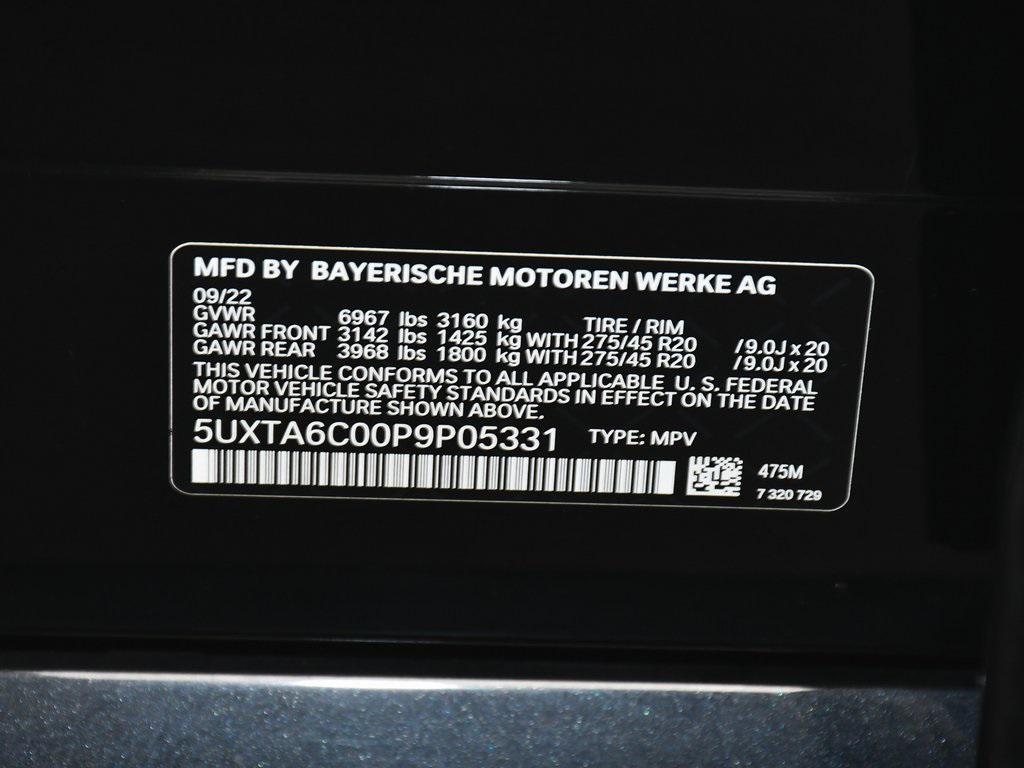 MFD BY BAYERISCHE MOTOREN WERKE AG
09/22
GVWR 6967 lbs 3160 kg TIRE / RIM
GAWR FRONT 3142 lbs 1425 kg WITH 275/45 R20 /9.0J x 20
GAWR REAR 3968 lbs 1800 kg WITH 275/45 R20 /9.0J x 20
THIS VEHICLE CONFORMS TO ALL APPLICABLE U. S. FEDERAL
MOTOR VEHICLE SAFETY STANDARDS IN EFFECT ON THE DATE
OF MANUFACTURE SHOWN ABOVE.
5UXTA6C00P9P05331 TYPE: MPV
475M
7 320 729